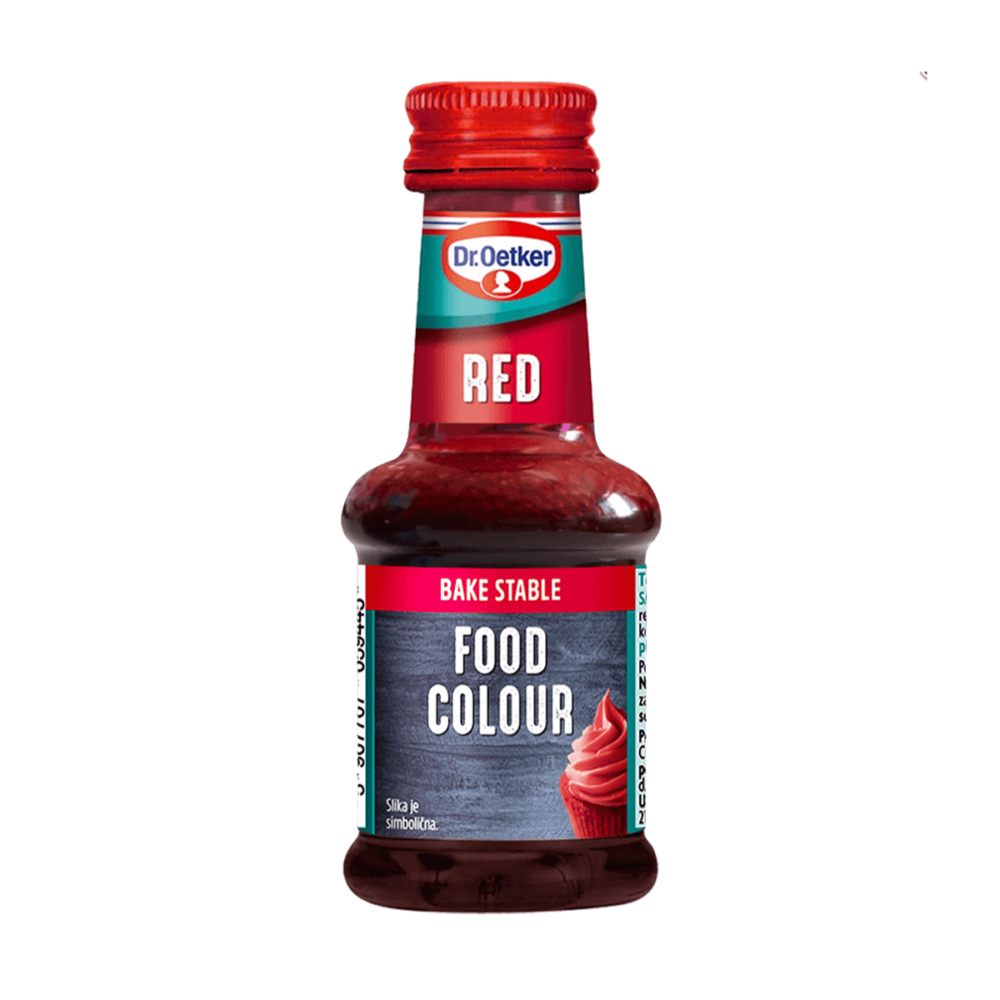 Dr.Oetker
RED
BAKE STABLE
FOOD
COLOUR
Slika je
simbolična.